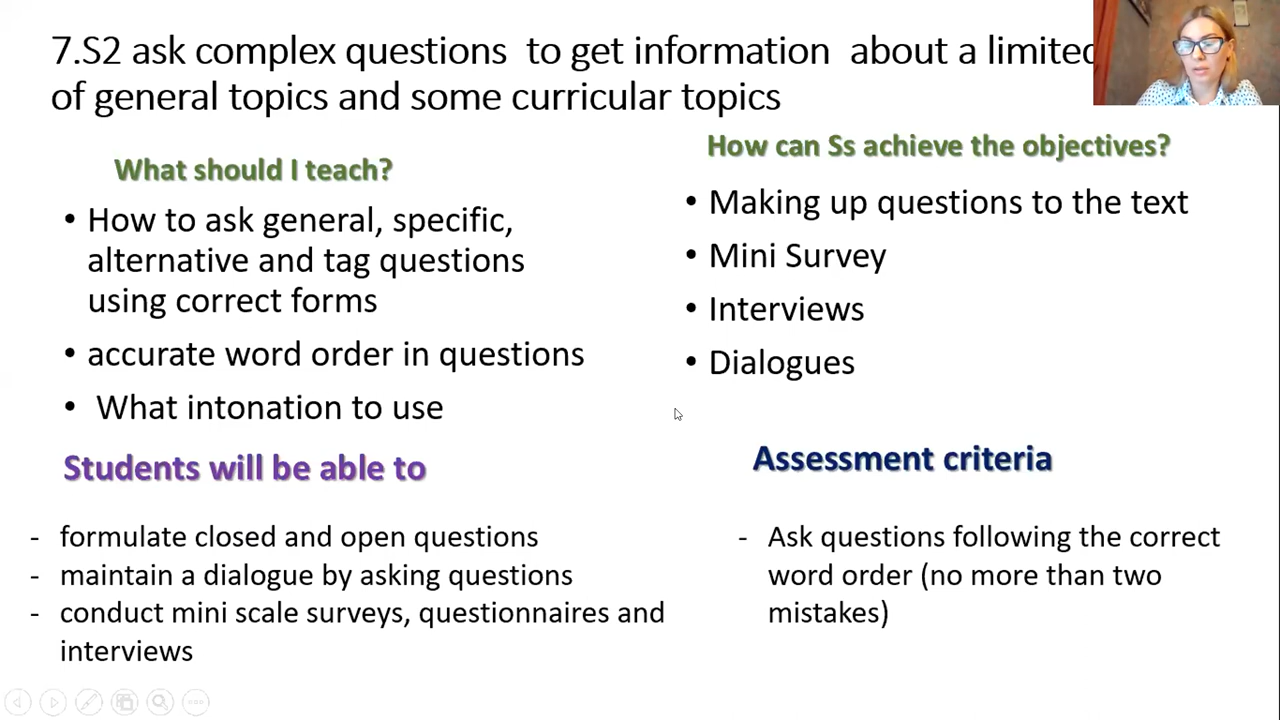 7.S2 ask complex questions to get information about a limited
of general topics and some curricular topics
What should I teach?
• How to ask general, specific,
alternative and tag questions
using correct forms
• accurate word order in questions
• What intonation to use
How can Ss achieve the objectives?
• Making up questions to the text
• Mini Survey
• Interviews
• Dialogues
Students will be able to
- formulate closed and open questions
- maintain a dialogue by asking questions
- conduct mini scale surveys, questionnaires and
interviews
Assessment criteria
- Ask questions following the correct
word order (no more than two
mistakes)